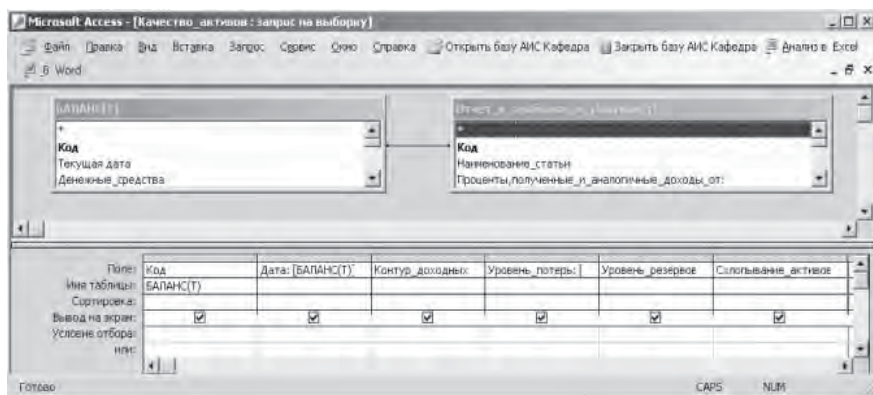 Microsoft Access - [Качество_активов : запрос на выборку]
Файл Правка Вид Вставка Запрос Сервис Окно Справка Открыть базу АИС Кафедра Закрыть базу АИС Кафедра Анализ в Excel
В Word
БАЛАНС(Т)
*
Код
Текущая дата
Денежные_средства
*
Код
Наименование_статьи
Проценты,полученные_и_аналогичные_доходы_от:
Поле: Код Дата: [БАЛАНС(Т)` Контур_доходных Уровень_потерь: [ Уровень_резервов Схлопывание_активов
Имя таблицы: БАЛАНС(Т)
Сортировка:
Вывод на экран:
Условие отбора:
или:
Готово CAPS NUM